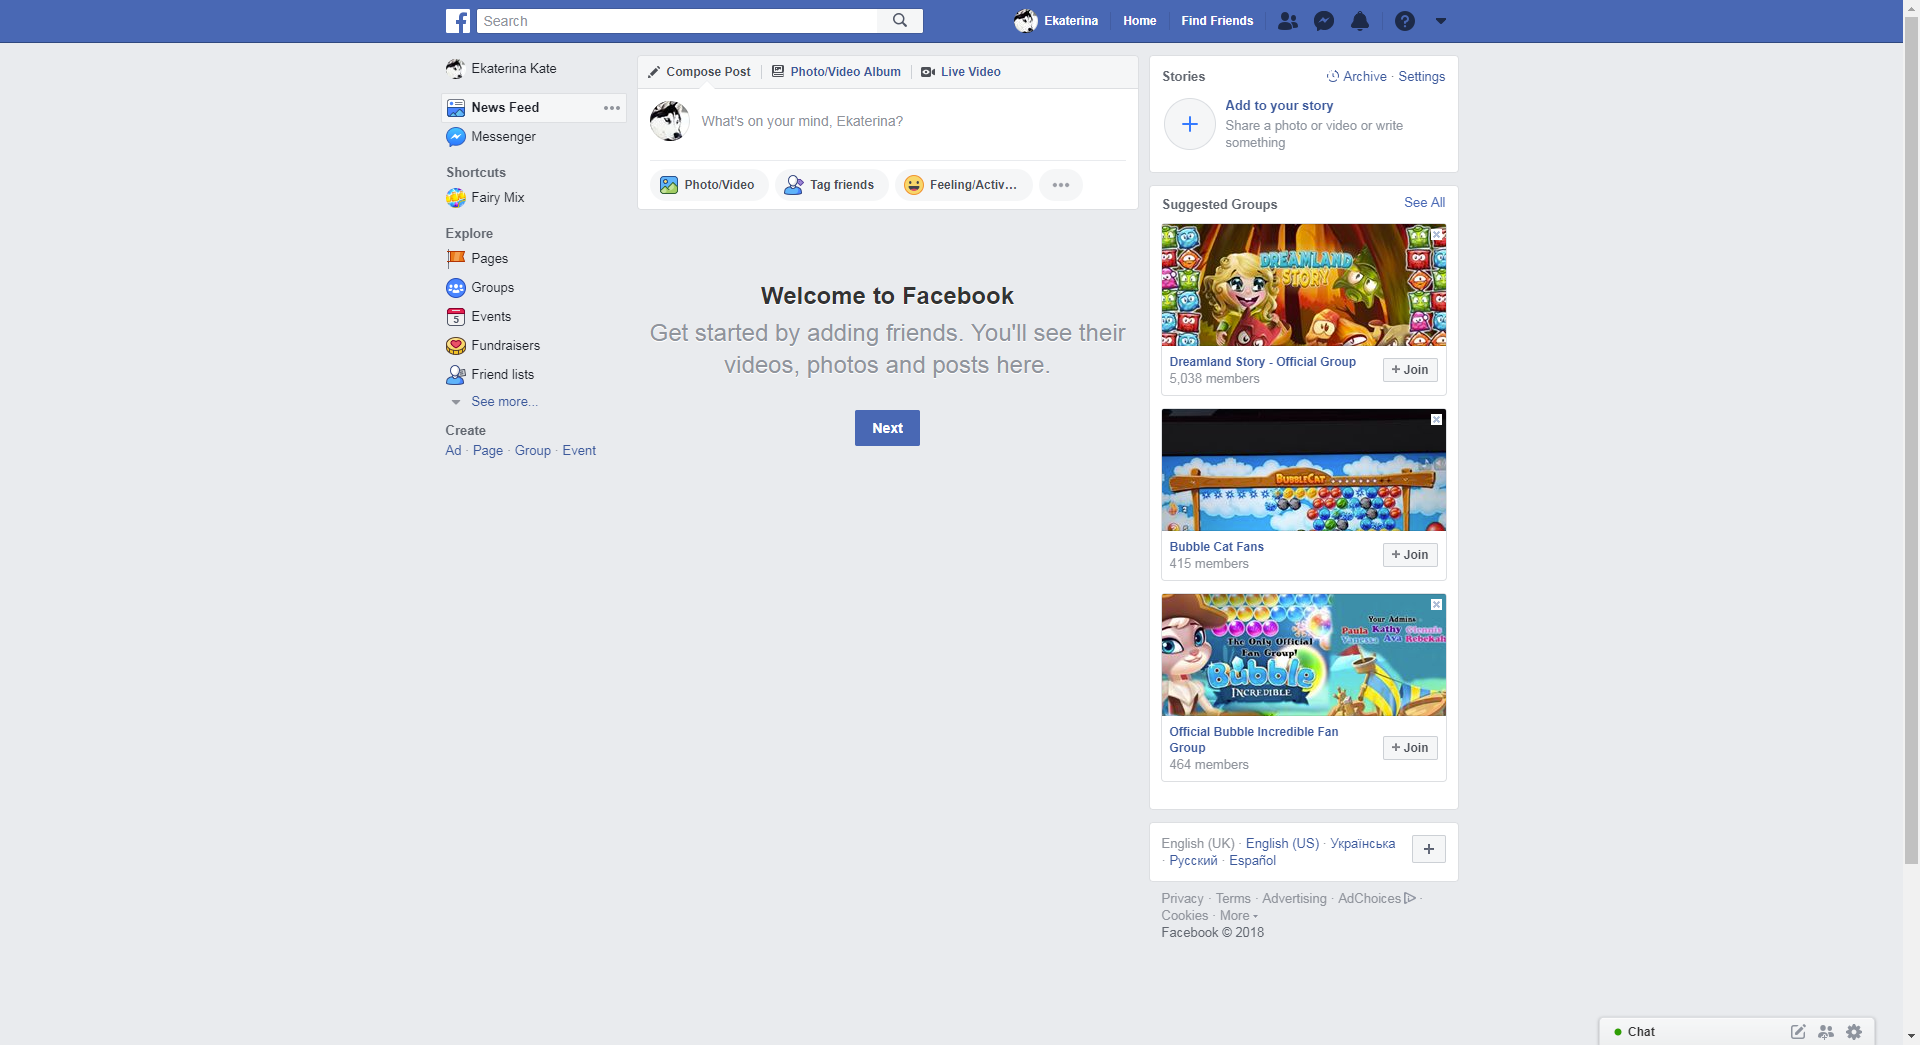 Search
Ekaterina
Home
Find Friends
Ekaterina Kate
News Feed
Messenger
Shortcuts
Fairy Mix
Explore
Pages
Groups
5
Events
Fundraisers
Friend lists
See more...
Create
Ad · Page · Group · Event
Compose Post
Photo/Video Album
Live Video
What's on your mind, Ekaterina?
Photo/Video
Tag friends
Feeling/Activ...
Welcome to Facebook
Get started by adding friends. You'll see their
videos, photos and posts here.
Next
Stories
Archive · Settings
Add to your story
Share a photo or video or write
something
Suggested Groups
See All
DREAMLAND
STORY
Dreamland Story - Official Group
5,038 members
+ Join
BUBBLECAT
Bubble Cat Fans
415 members
+ Join
Your Admins
Paula Kathy Glennis
Vanessa Ava Rebekah
The Only Official
Fan Group!
Bubble
INCREDIBLE
Official Bubble Incredible Fan
Group
464 members
+ Join
English (UK) · English (US) · Українська
· Русский · Español
Privacy · Terms · Advertising · AdChoices ·
Cookies · More
Facebook © 2018
Chat